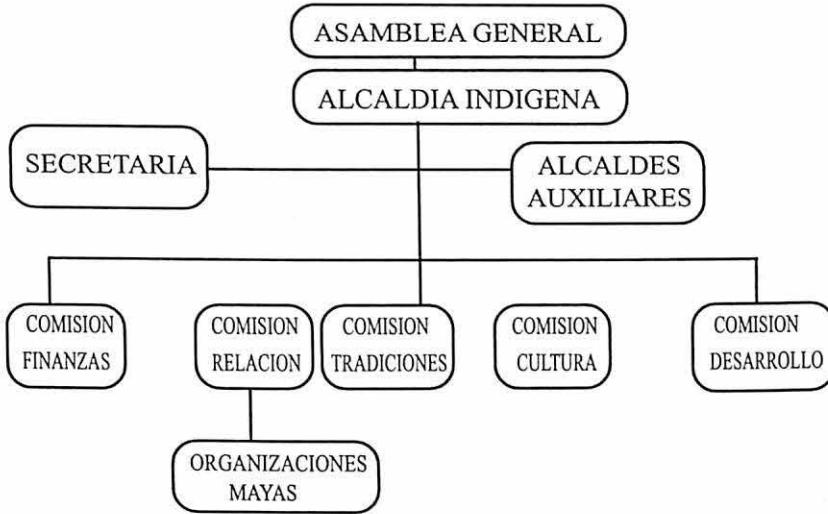 ASAMBLEA GENERAL
ALCALDIA INDIGENA
SECRETARIA
ALCALDES
AUXILIARES
COMISION
FINANZAS
COMISION
RELACION
COMISION
TRADICIONES
COMISION
CULTURA
COMISION
DESARROLLO
ORGANIZACIONES
MAYAS